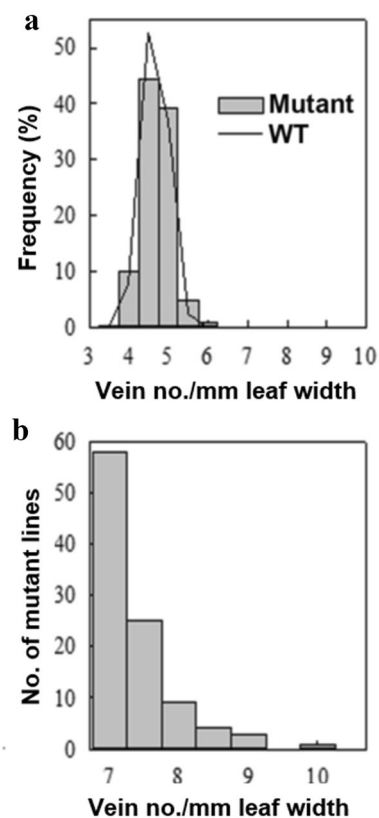 a
Frequency (%)
50
40
30
20
10
0
Mutant
WT
3 4 5 6 7 8 9 10
Vein no./mm leaf width
b
No. of mutant lines
60
50
40
30
20
10
0
7 8 9 10
Vein no./mm leaf width